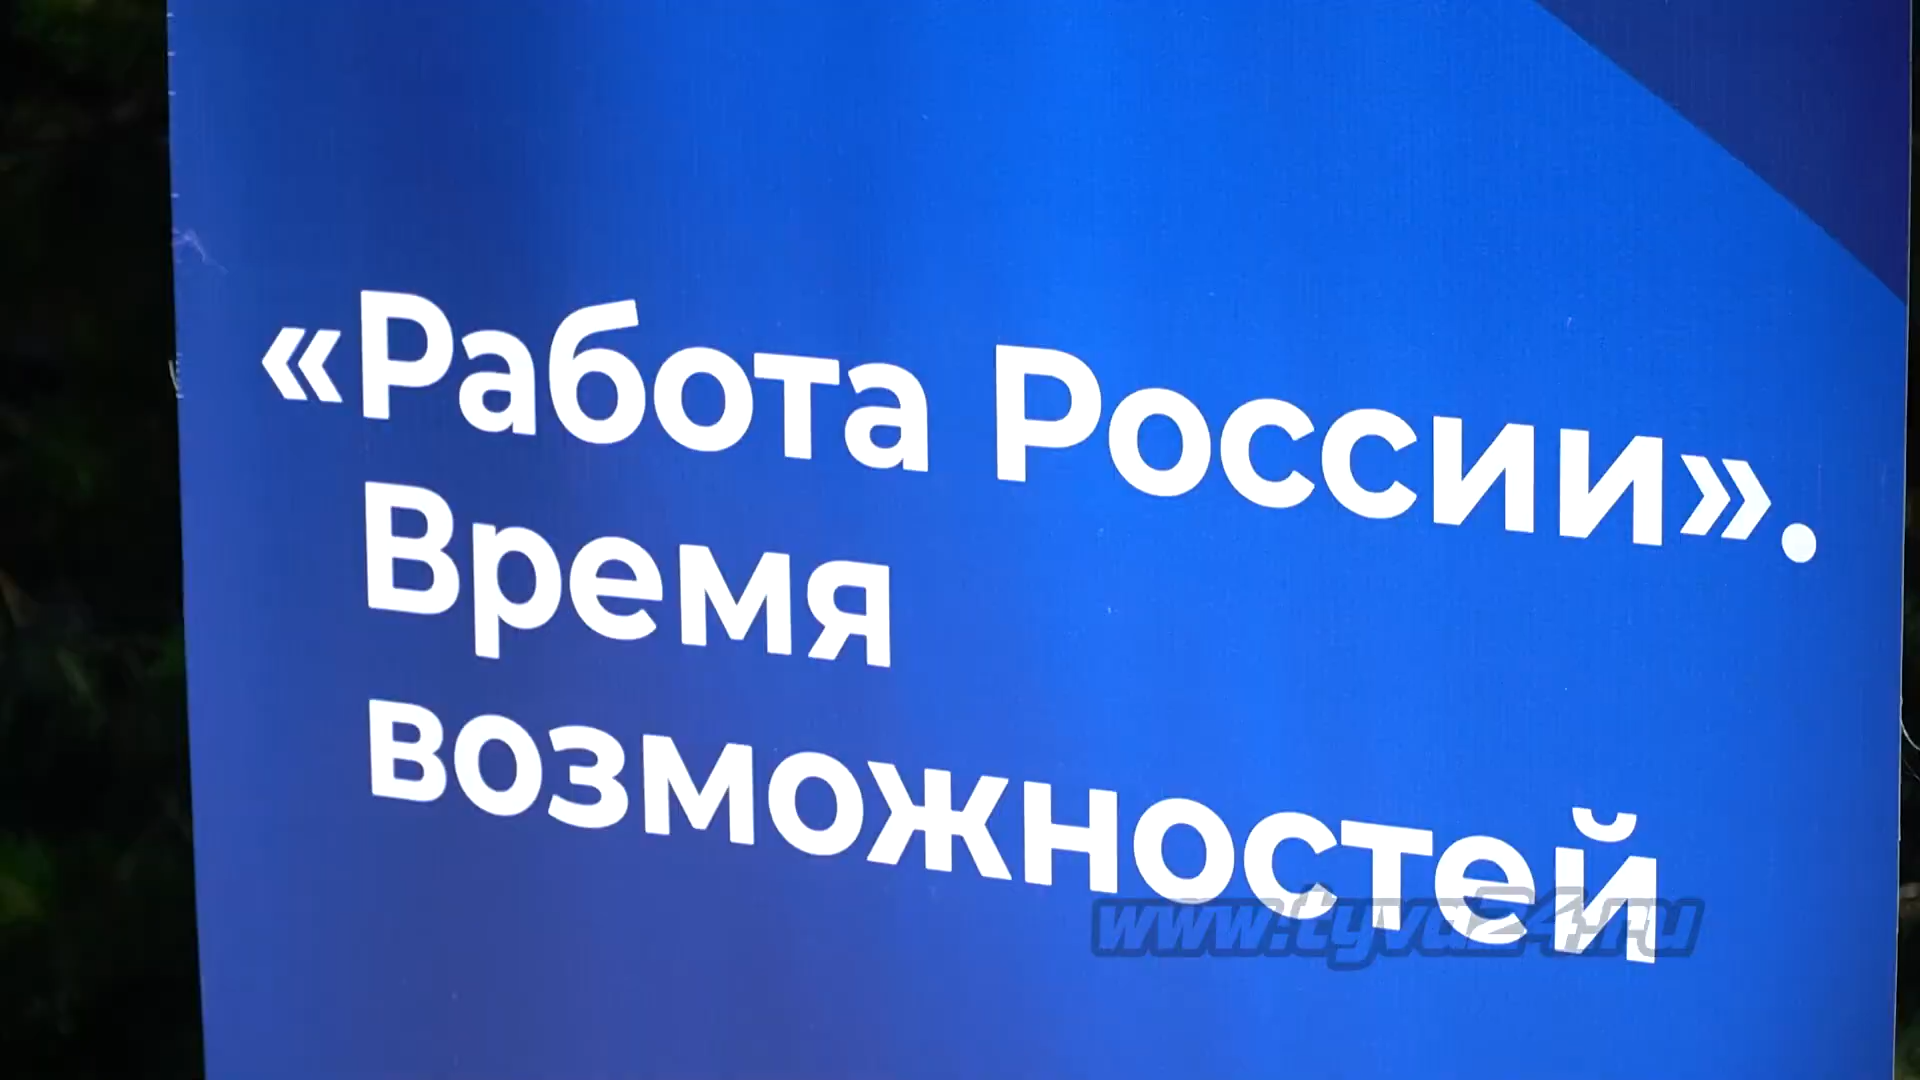 «Работа России».
Время
возможностей
www.tyva24.ru